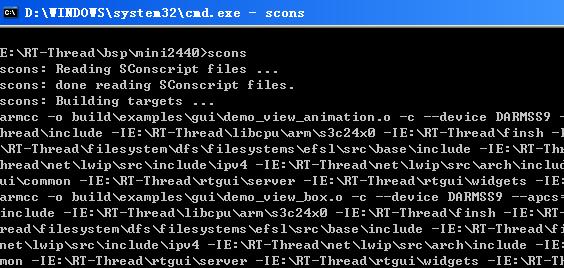 D:\WINDOWS\system32\cmd.exe - scons
E:\RT-Thread\bsp\mini2440>scons
scons: Reading SConscript files ...
scons: done reading SConscript files.
scons: Building targets ...
armcc -o build\examples\gui\demo_view_animation.o -c --device DARMSS9 -
hread\include -IE:\RT-Thread\libcpu\arm\s3c24x0 -IE:\RT-Thread\finsh -I
\RT-Thread\filesystem\dfs\filesystems\efsl\src\base\include -IE:\RT-Thr
hread\net\lwip\src\include\ipv4 -IE:\RT-Thread\net\lwip\src\arch\includ
ui\common -IE:\RT-Thread\rtgui\server -IE:\RT-Thread\rtgui\widgets -IE:
armcc -o build\examples\gui\demo_view_box.o -c --device DARMSS9 --apcs=
include -IE:\RT-Thread\libcpu\arm\s3c24x0 -IE:\RT-Thread\finsh -IE:\RT-
read\filesystem\dfs\filesystems\efsl\src\base\include -IE:\RT-Thread\fi
net\lwip\src\include\ipv4 -IE:\RT-Thread\net\lwip\src\arch\include -IE:
mon -IE:\RT-Thread\rtgui\server -IE:\RT-Thread\rtgui\widgets -IE:\RT-Th